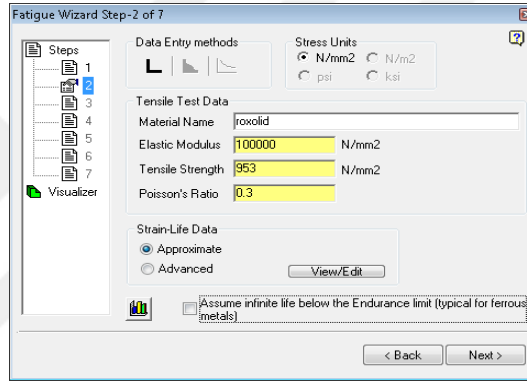 Fatigue Wizard Step-2 of 7
Steps
1
2
3
4
5
6
7
Visualizer
Data Entry methods
Stress Units
N/mm2 N/m2
psi ksi
Tensile Test Data
Material Name roxolid
Elastic Modulus 100000 N/mm2
Tensile Strength 953 N/mm2
Poisson's Ratio 0.3
Strain-Life Data
Approximate
Advanced
View/Edit
Assume infinite life below the Endurance limit (typical for ferrous
metals)
< Back Next >